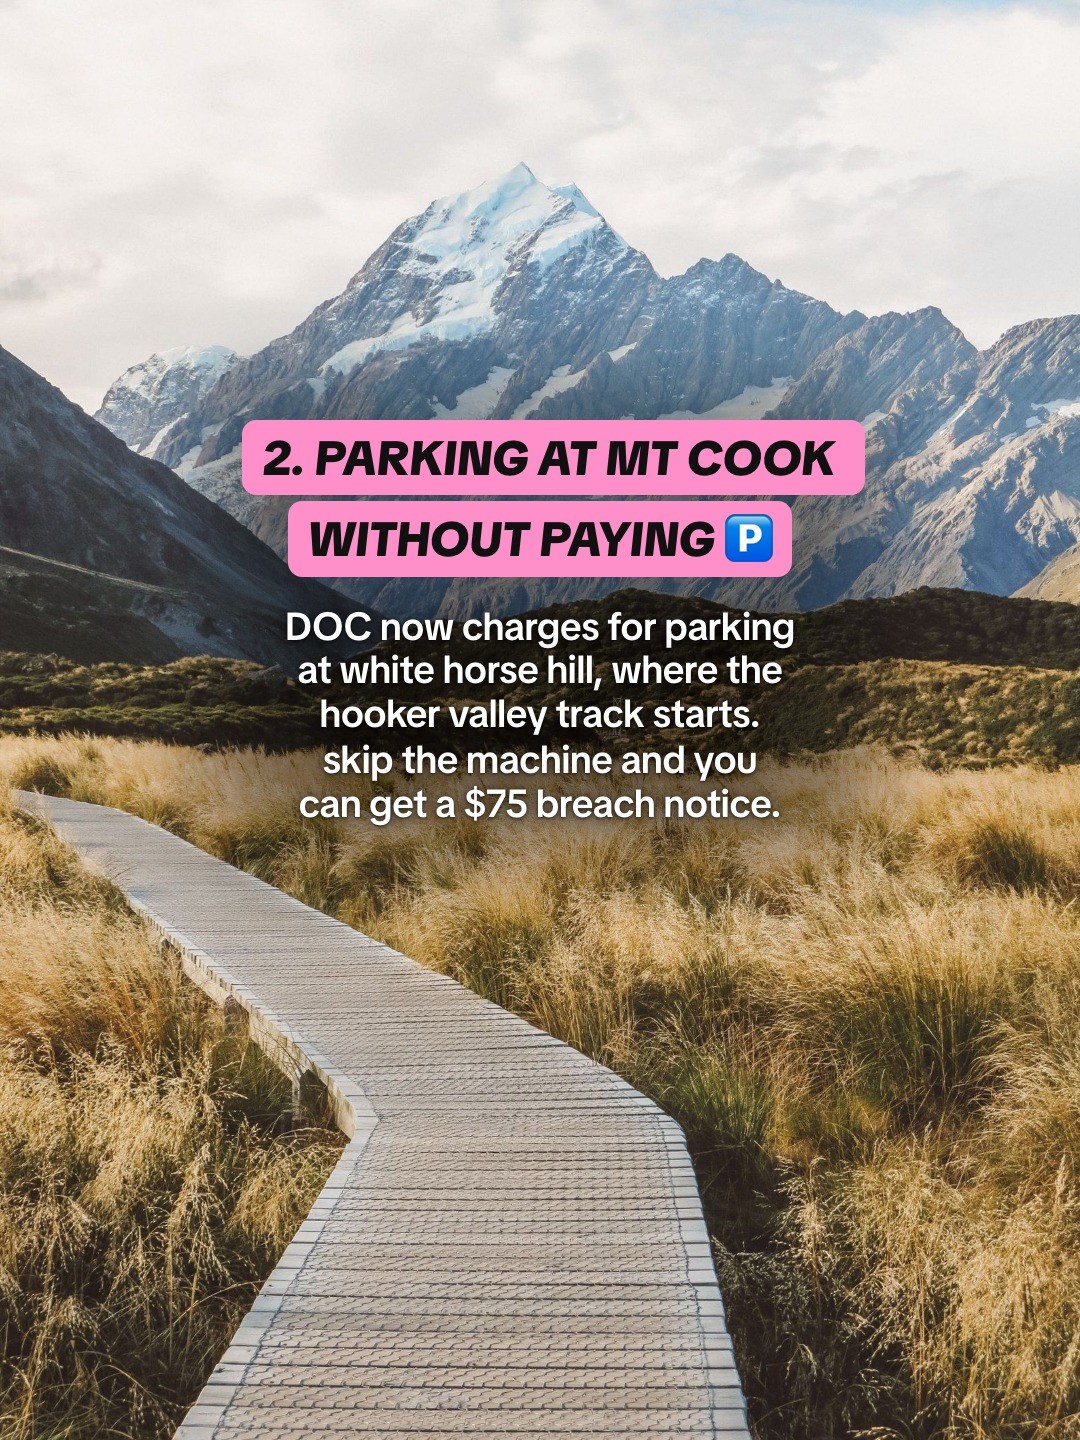 2. PARKING AT MT COOK
WITHOUT PAYING 🅿️
DOC now charges for parking
at white horse hill, where the
hooker valley track starts.
skip the machine and you
can get a $75 breach notice.